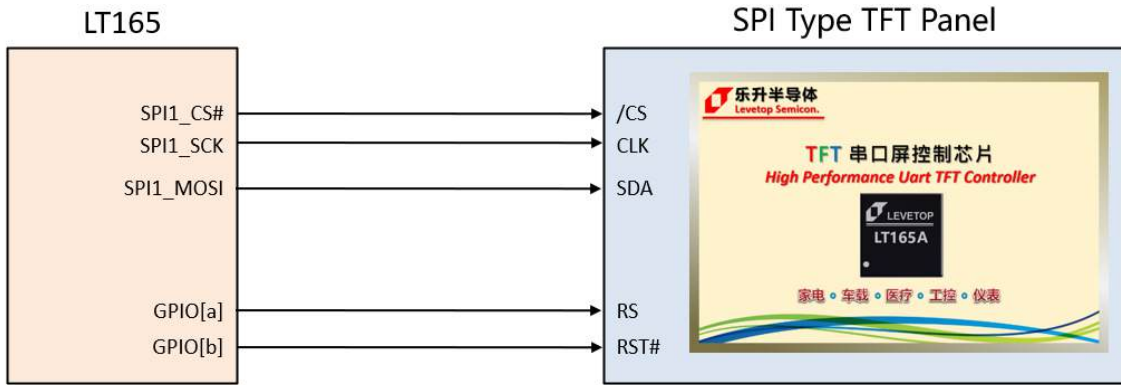 LT165
SPI Type TFT Panel
SPI1_CS#
SPI1_SCK
SPI1_MOSI
GPIO[a]
GPIO[b]
/CS
CLK
SDA
RS
RST#
乐升半导体
Levetop Semicon.
TFT 串口屏控制芯片
High Performance Uart TFT Controller
LEVETOP
LT165A
家电 • 车载 • 医疗 • 工控 • 仪表